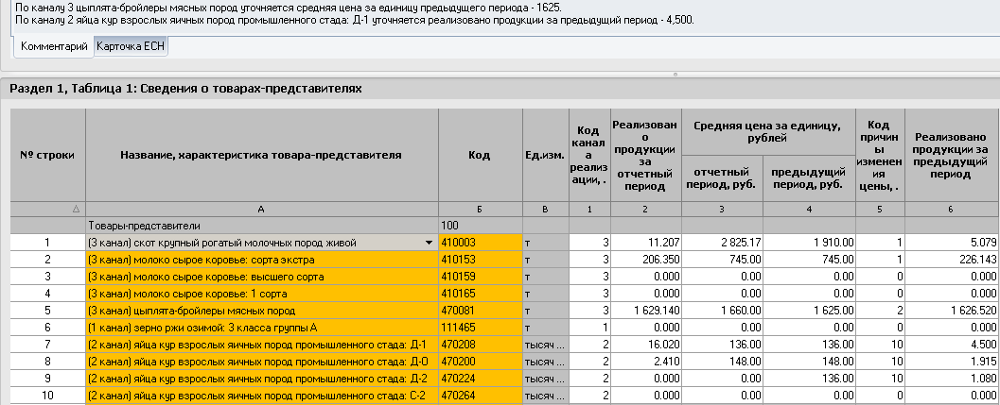 По каналу 3 цыплята-бройлеры мясных пород уточняется средняя цена за единицу предыдущего периода - 1625.
По каналу 2 яйца кур взрослых яичных пород промышленного стада: Д-1 уточняется реализовано продукции за предыдущий период - 4,500.
Комментарий Карточка ЕСН
Раздел 1, Таблица 1: Сведения о товарах-представителях
№ строки Название, характеристика товара-представителя Код Ед.изм. Код канала реализации, . Реализовано продукции за отчетный период Средняя цена за единицу, рублей отчетный период, руб. предыдущий период, руб. Код причины изменения цены, . Реализовано продукции за предыдущий период
А Б В 1 2 3 4 5 6
Товары-представители 100
1 (3 канал) скот крупный рогатый молочных пород живой 410003 т 3 11.207 2 825.17 1 910.00 1 5.079
2 (3 канал) молоко сырое коровье: сорта экстра 410153 т 3 206.350 745.00 745.00 1 226.143
3 (3 канал) молоко сырое коровье: высшего сорта 410159 т 3 0.000 0.00 0.00 0 0.000
4 (3 канал) молоко сырое коровье: 1 сорта 410165 т 3 0.000 0.00 0.00 0 0.000
5 (3 канал) цыплята-бройлеры мясных пород 470081 т 3 1 629.140 1 660.00 1 625.00 2 1 626.520
6 (1 канал) зерно ржи озимой: 3 класса группы А 111465 т 1 0.000 0.00 0.00 0 0.000
7 (2 канал) яйца кур взрослых яичных пород промышленного стада: Д-1 470208 тысяч ... 2 16.020 136.00 136.00 10 4.500
8 (2 канал) яйца кур взрослых яичных пород промышленного стада: Д-0 470200 тысяч ... 2 2.410 148.00 148.00 10 1.915
9 (2 канал) яйца кур взрослых яичных пород промышленного стада: Д-2 470224 тысяч ... 2 0.000 0.00 136.00 0 1.080
10 (2 канал) яйца кур взрослых яичных пород промышленного стада: С-2 470264 тысяч ... 2 0.000 0.00 0.00 0 0.000